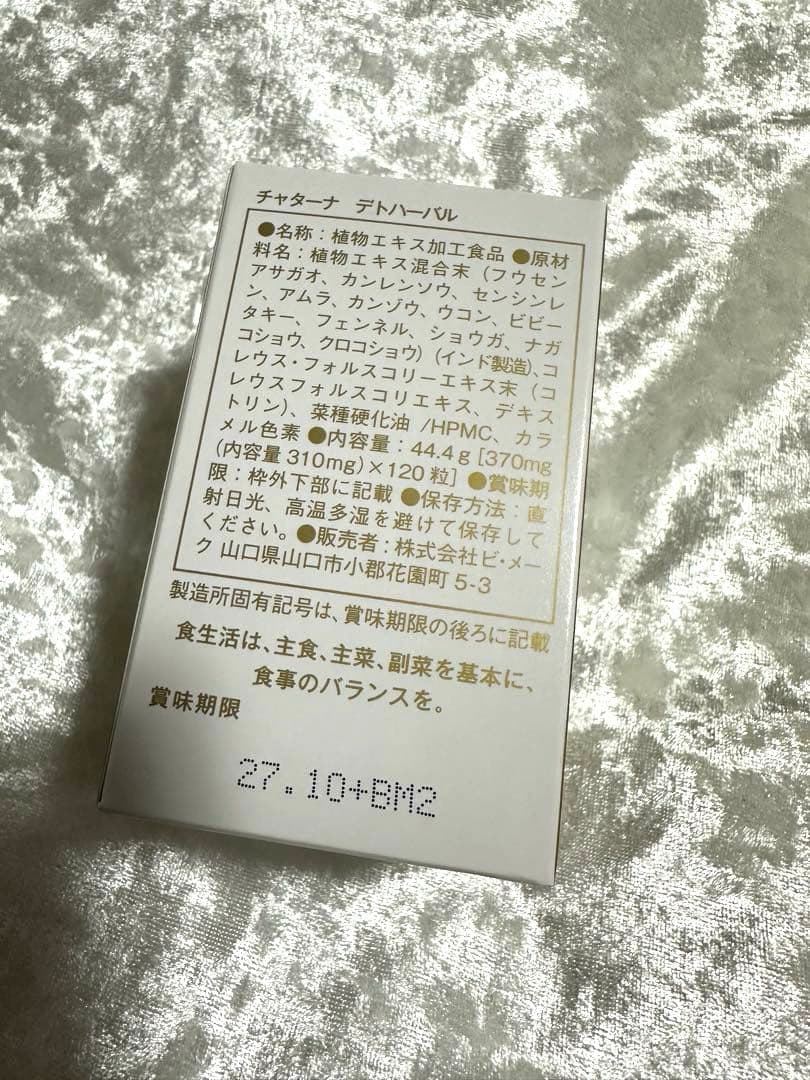 チャターナ デトハーバル
●名称：植物エキス加工食品 ●原材
料名：植物エキス混合末（フウセン
アサガオ、カンレンソウ、センシンレ
ン、アムラ、カンゾウ、ウコン、ビビー
タキー、フェンネル、ショウガ、ナガ
コショウ、クロコショウ）（インド製造）、コ
レウス・フォルスコリーエキス末（コ
レウスフォルスコリエキス、デキス
トリン）、菜種硬化油 /HPMC、カラ
メル色素 ●内容量：44.4g [370mg
(内容量 310mg)×120粒] ●賞味期
限：枠外下部に記載 ●保存方法：直
射日光、高温多湿を避けて保存して
ください。●販売者：株式会社ビ・メー
ク 山口県山口市小郡花園町 5-3
製造所固有記号は、賞味期限の後ろに記載
食生活は、主食、主菜、副菜を基本に、
食事のバランスを。
賞味期限
27.10+BM2